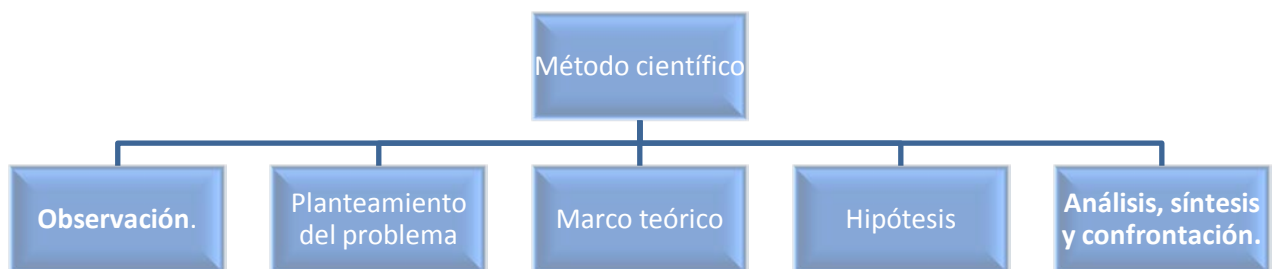 Método científico
Observación.
Planteamiento
del problema
Marco teórico
Hipótesis
Análisis, síntesis
y confrontación.